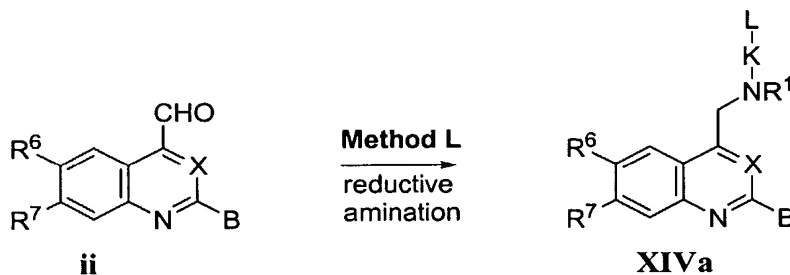 L
K
CHO
NR¹
R⁶
Method L
R⁶
X
X
reductive
R⁷
N
B
amination
R⁷
N
B
ii
XIVa